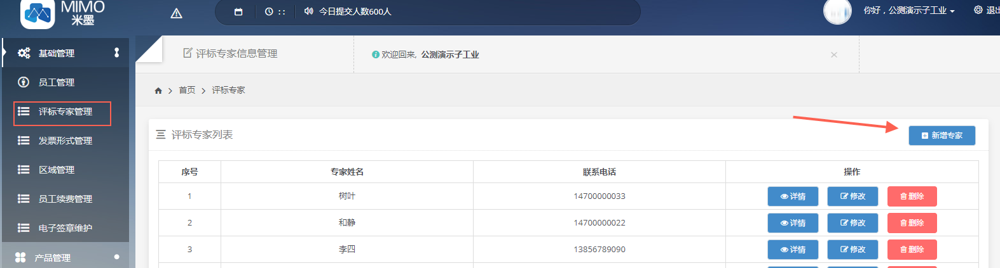 MIMO
米墨
: :
今日提交人数600人
你好，公测演示子工业
退出
基础管理
员工管理
评标专家管理
发票形式管理
区域管理
员工续费管理
电子签章维护
产品管理
评标专家信息管理
欢迎回来, 公测演示子工业
×
首页 > 评标专家
评标专家列表
新增专家
序号 专家姓名 联系电话 操作
1 树叶 14700000033 详情 修改 删除
2 和静 14700000022 详情 修改 删除
3 李四 13856789090 详情 修改 删除